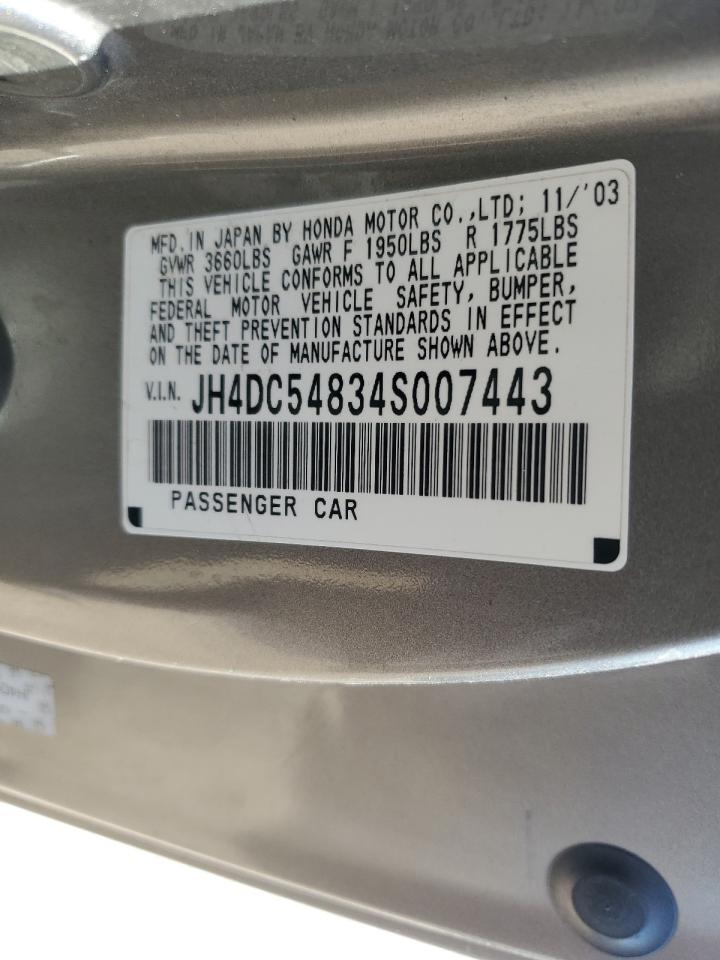 MFD. IN JAPAN BY HONDA MOTOR CO.,LTD; 11/'03
GVWR 3660LBS GAWR F 1950LBS R 1775LBS
THIS VEHICLE CONFORMS TO ALL APPLICABLE
FEDERAL MOTOR VEHICLE SAFETY, BUMPER,
AND THEFT PREVENTION STANDARDS IN EFFECT
ON THE DATE OF MANUFACTURE SHOWN ABOVE.
V.I.N. JH4DC54834S007443
PASSENGER CAR